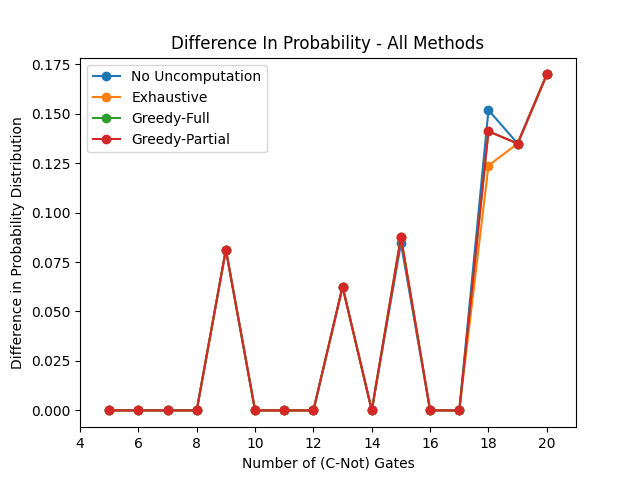 Difference In Probability - All Methods
No Uncomputation
Exhaustive
Greedy-Full
Greedy-Partial
Difference in Probability Distribution
0.175
0.150
0.125
0.100
0.075
0.050
0.025
0.000
4 6 8 10 12 14 16 18 20
Number of (C-Not) Gates